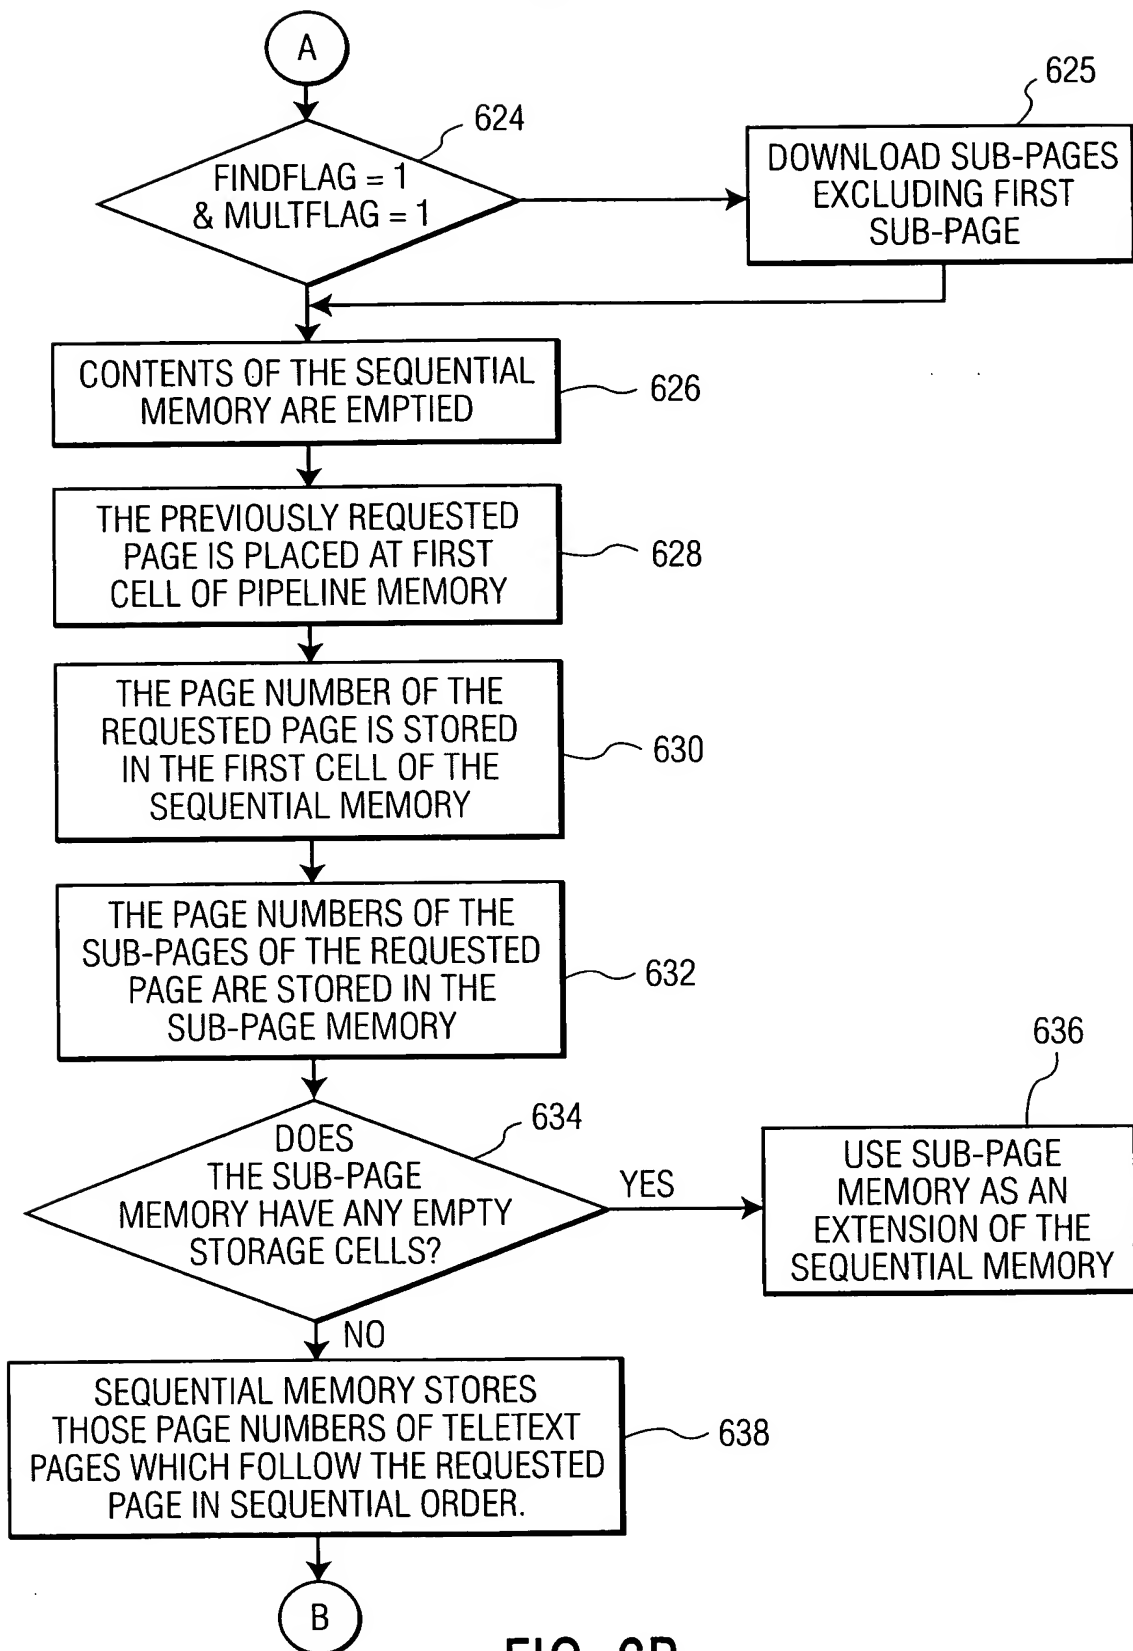 A
624
FINDFLAG = 1
& MULTFLAG = 1
625
DOWNLOAD SUB-PAGES
EXCLUDING FIRST
SUB-PAGE
CONTENTS OF THE SEQUENTIAL
MEMORY ARE EMPTIED
626
THE PREVIOUSLY REQUESTED
PAGE IS PLACED AT FIRST
CELL OF PIPELINE MEMORY
628
THE PAGE NUMBER OF THE
REQUESTED PAGE IS STORED
IN THE FIRST CELL OF THE
SEQUENTIAL MEMORY
630
THE PAGE NUMBERS OF THE
SUB-PAGES OF THE REQUESTED
PAGE ARE STORED IN THE
SUB-PAGE MEMORY
632
DOES
THE SUB-PAGE
MEMORY HAVE ANY EMPTY
STORAGE CELLS?
634
YES
636
USE SUB-PAGE
MEMORY AS AN
EXTENSION OF THE
SEQUENTIAL MEMORY
NO
SEQUENTIAL MEMORY STORES
THOSE PAGE NUMBERS OF TELETEXT
PAGES WHICH FOLLOW THE REQUESTED
PAGE IN SEQUENTIAL ORDER.
638
B